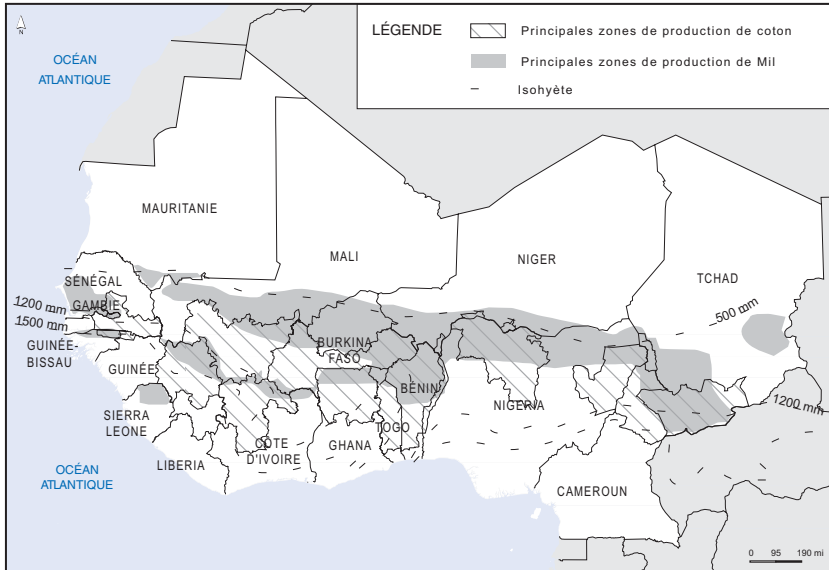 N
OCÉAN
ATLANTIQUE
LÉGENDE
Principales zones de production de coton
Principales zones de production de Mil
Isohyète
MAURITANIE
MALI
NIGER
TCHAD
SÉNÉGAL
GAMBIE
1200 mm
1500 mm
500 mm
GUINÉE-
BISSAU
GUINÉE
BURKINA
FASO
BÉNIN
NIGERIA
1200 mm
SIERRA
LEONE
LIBERIA
CÔTE
D'IVOIRE
GHANA
TOGO
CAMEROUN
OCÉAN
ATLANTIQUE
0 95 190 mi